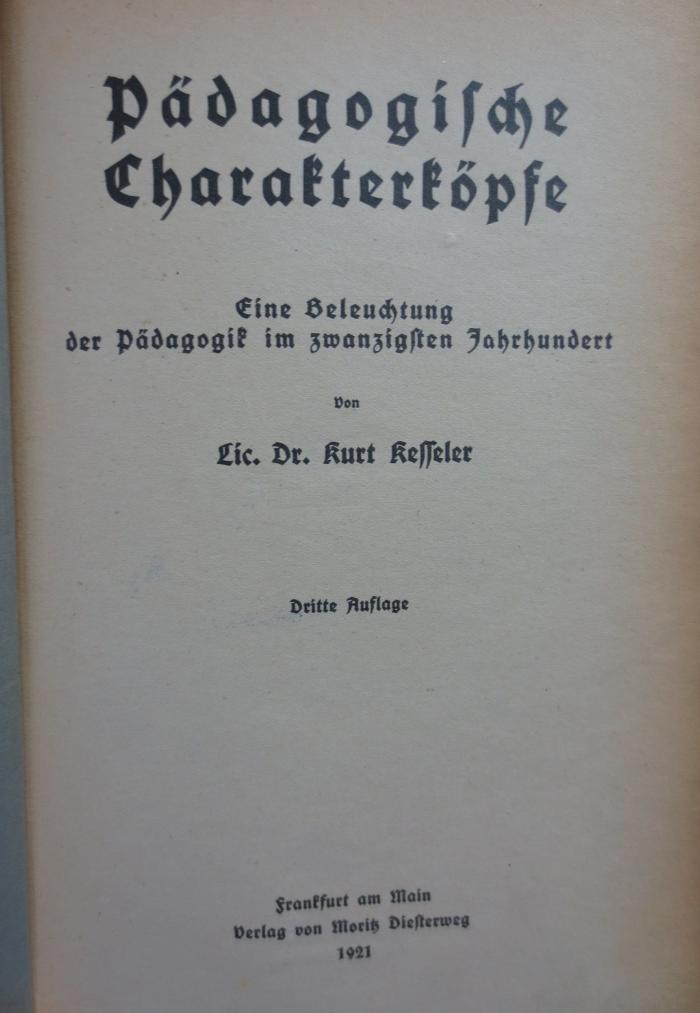 Pädagogiſche
Charakterköpfe
Eine Beleuchtung
der Pädagogik im zwanzigſten Jahrhundert
Von
Lic. Dr. Kurt Keſſeler
Dritte Auflage
Frankfurt am Main
Verlag von Moritz Dieſterweg
1921